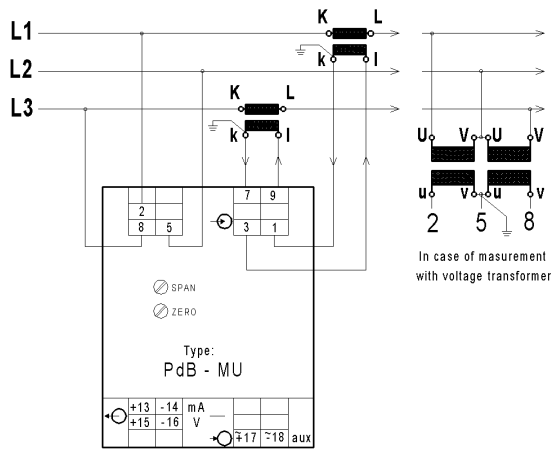 K L
L1
k l
L2
K L
L3
k l
U V U V
u v u v
2 5 8
In case of masurement
with voltage transformer
7 9
2
8 5
3 1
SPAN
ZERO
Type:
PdB - MU
+13 -14 mA
+15 -16 V
~+17 ~18 aux